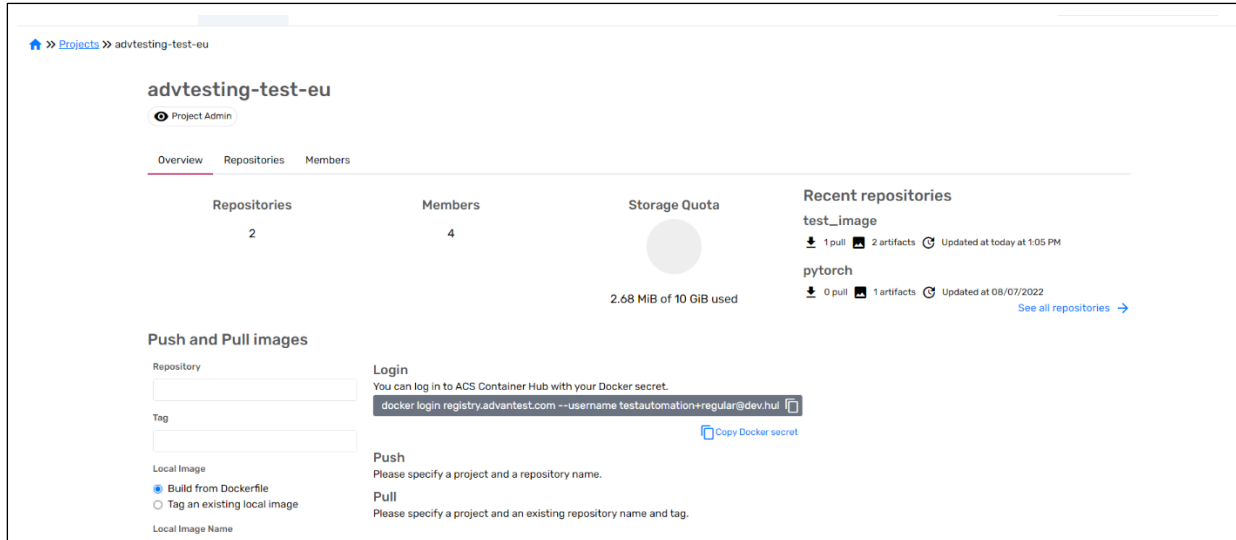 Projects advtesting-test-eu
advtesting-test-eu
Project Admin
Overview Repositories Members
Repositories
2
Members
4
Storage Quota
2.68 MiB of 10 GiB used
Recent repositories
test_image
1 pull 2 artifacts Updated at today at 1:05 PM
pytorch
0 pull 1 artifacts Updated at 08/07/2022
See all repositories
Push and Pull images
Repository
Tag
Local Image
Build from Dockerfile
Tag an existing local image
Local Image Name
Login
You can log in to ACS Container Hub with your Docker secret.
docker login registry.advantest.com --username testautomation+regular@dev.hul
Copy Docker secret
Push
Please specify a project and a repository name.
Pull
Please specify a project and an existing repository name and tag.